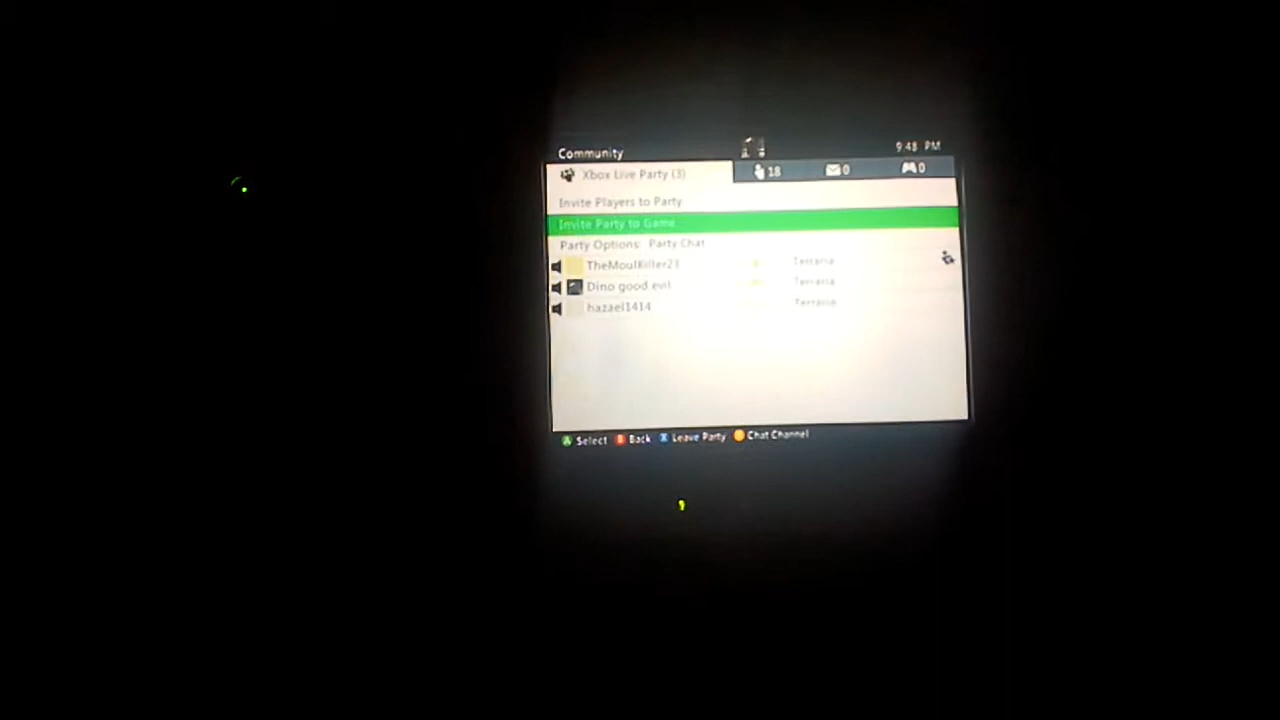 Community
9:48 PM
Xbox Live Party (3)
18
0
0
Invite Players to Party
Invite Party to Game
Party Options: Party Chat
TheMoulKiller23 Terraria
Dino good evil Terraria
hazael1414 Terraria
A Select B Back X Leave Party Y Chat Channel